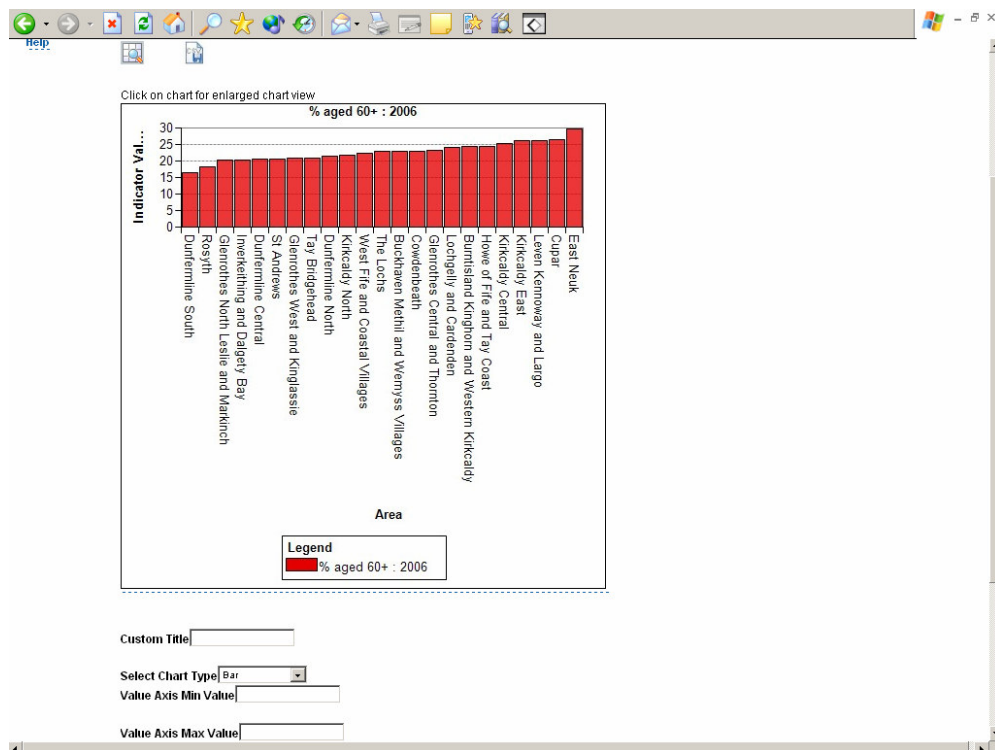 Help
Click on chart for enlarged chart view
% aged 60+ : 2006
Indicator Val...
30
25
20
15
10
5
0
Dunfermline South
Rosyth
Glenrothes North Leslie and Markinch
Inverkeithing and Dalgety Bay
Dunfermline Central
St Andrews
Glenrothes West and Kinglassie
Tay Bridgehead
Dunfermline North
Kirkcaldy North
West Fife and Coastal Villages
The Lochs
Buckhaven Methil and Wemyss Villages
Cowdenbeath
Glenrothes Central and Thornton
Lochgelly and Cardenden
Burntisland Kinghorn and Western Kirkcaldy
Howe of Fife and Tay Coast
Kirkcaldy Central
Kirkcaldy East
Leven Kennoway and Largo
Cupar
East Neuk
Area
Legend
% aged 60+ : 2006
Custom Title
Select Chart Type Bar
Value Axis Min Value
Value Axis Max Value